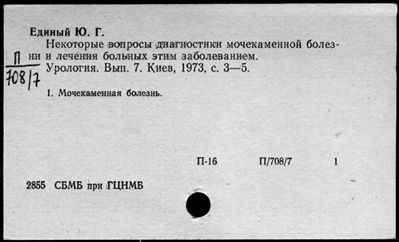 Единый Ю. Г.
Некоторые вопросы диагностики мочекаменной болез-
П
ни и лечения больных этим заболеванием.
708/7
Урология. Вып. 7. Киев, 1973, с. 3—5.
1. Мочекаменная болезнь.
П-16 П/708/7 1
2855 СБМБ при ГЦНМБ